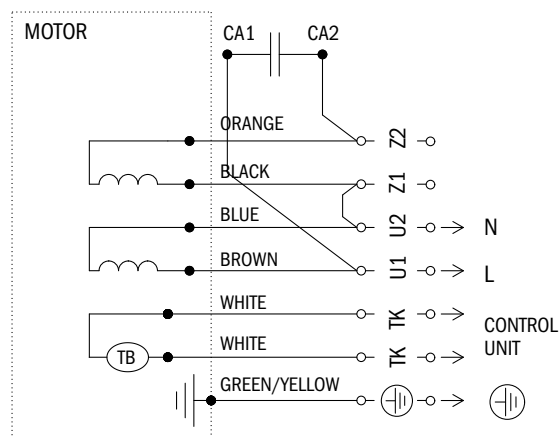 MOTOR
CA1 CA2
ORANGE Z2
BLACK Z1
BLUE U2 N
BROWN U1 L
WHITE TK
CONTROL
UNIT
TB WHITE TK
GREEN/YELLOW